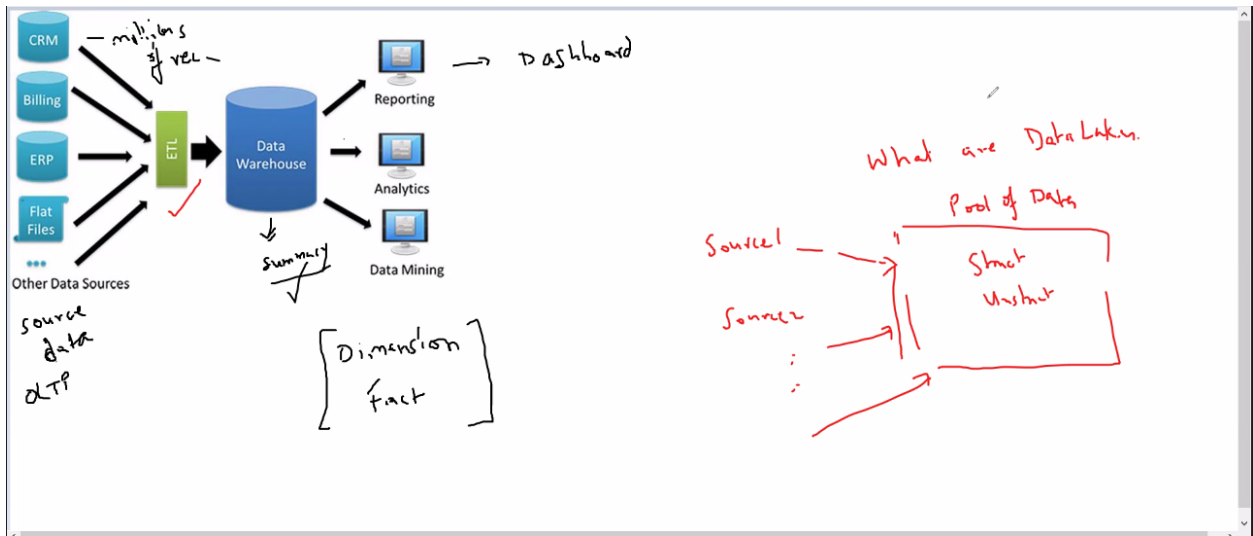 CRM
Billing
ERP
Flat
Files
Other Data Sources
source
data
OLTP
millions
of rec
ETL
Data
Warehouse
summary
Dimension
Fact
Reporting
Analytics
Data Mining
Dashboard
What are DataLakes.
Pool of Data
Source1
Source2
Struct
Unstruct